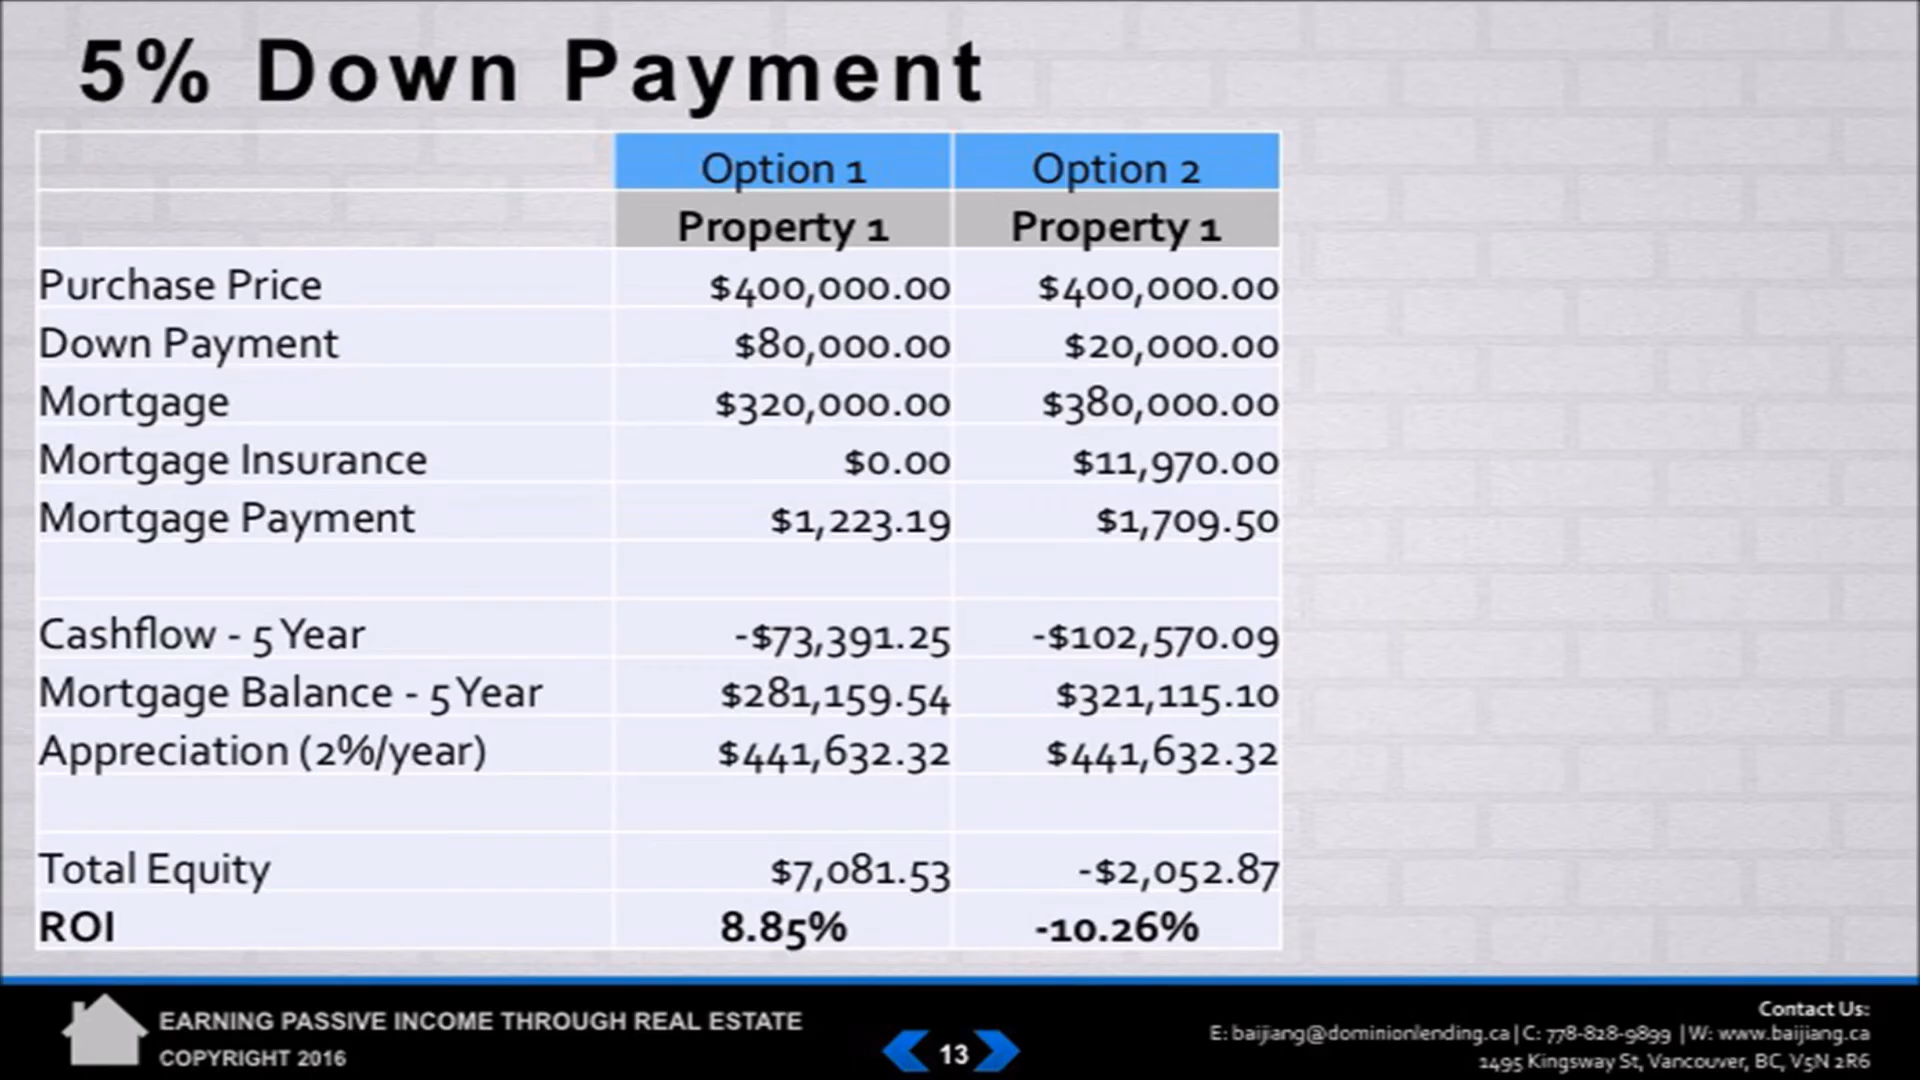 5% Down Payment
Option 1 Option 2
Property 1 Property 1
Purchase Price $400,000.00 $400,000.00
Down Payment $80,000.00 $20,000.00
Mortgage $320,000.00 $380,000.00
Mortgage Insurance $0.00 $11,970.00
Mortgage Payment $1,223.19 $1,709.50
Cashflow - 5 Year -$73,391.25 -$102,570.09
Mortgage Balance - 5 Year $281,159.54 $321,115.10
Appreciation (2%/year) $441,632.32 $441,632.32
Total Equity $7,081.53 -$2,052.87
ROI 8.85% -10.26%
EARNING PASSIVE INCOME THROUGH REAL ESTATE
COPYRIGHT 2016
13
Contact Us:
E: baijiang@dominionlending.ca | C: 778-828-9899 | W: www.baijiang.ca
1495 Kingsway St, Vancouver, BC, V5N 2R6